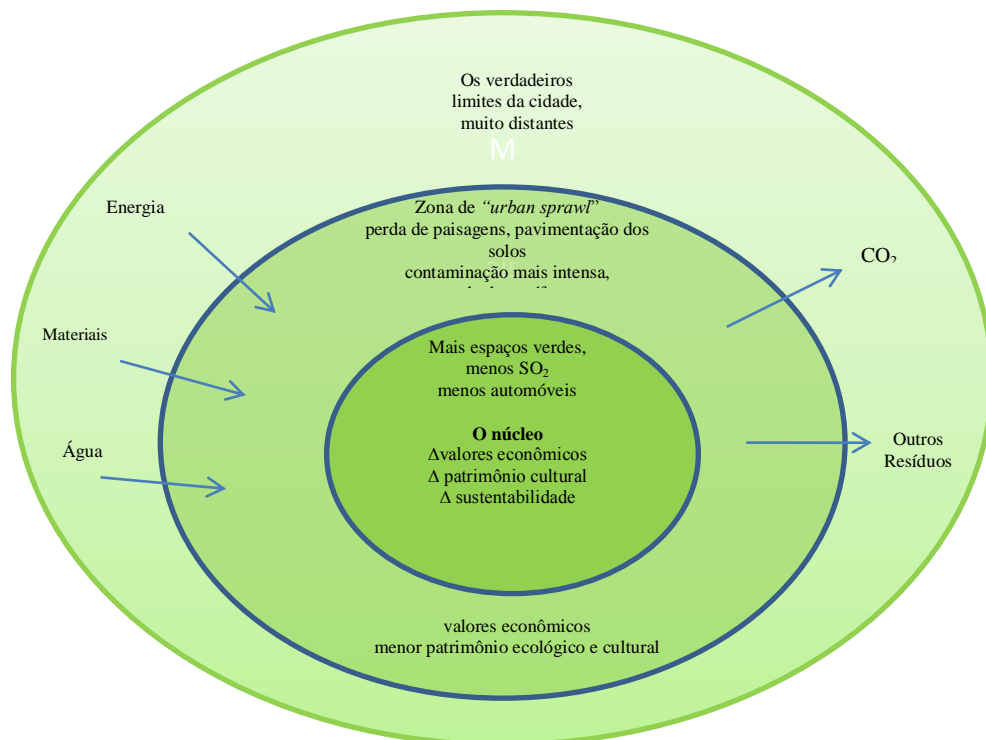 Os verdadeiros
limites da cidade,
muito distantes
M
Energia
Zona de “urban sprawl”
perda de paisagens, pavimentação dos
solos
contaminação mais intensa,
CO₂
Materiais
Mais espaços verdes,
menos SO₂
menos automóveis
O núcleo
Δvalores econômicos
Δ patrimônio cultural
Δ sustentabilidade
Água
Outros
Resíduos
valores econômicos
menor patrimônio ecológico e cultural